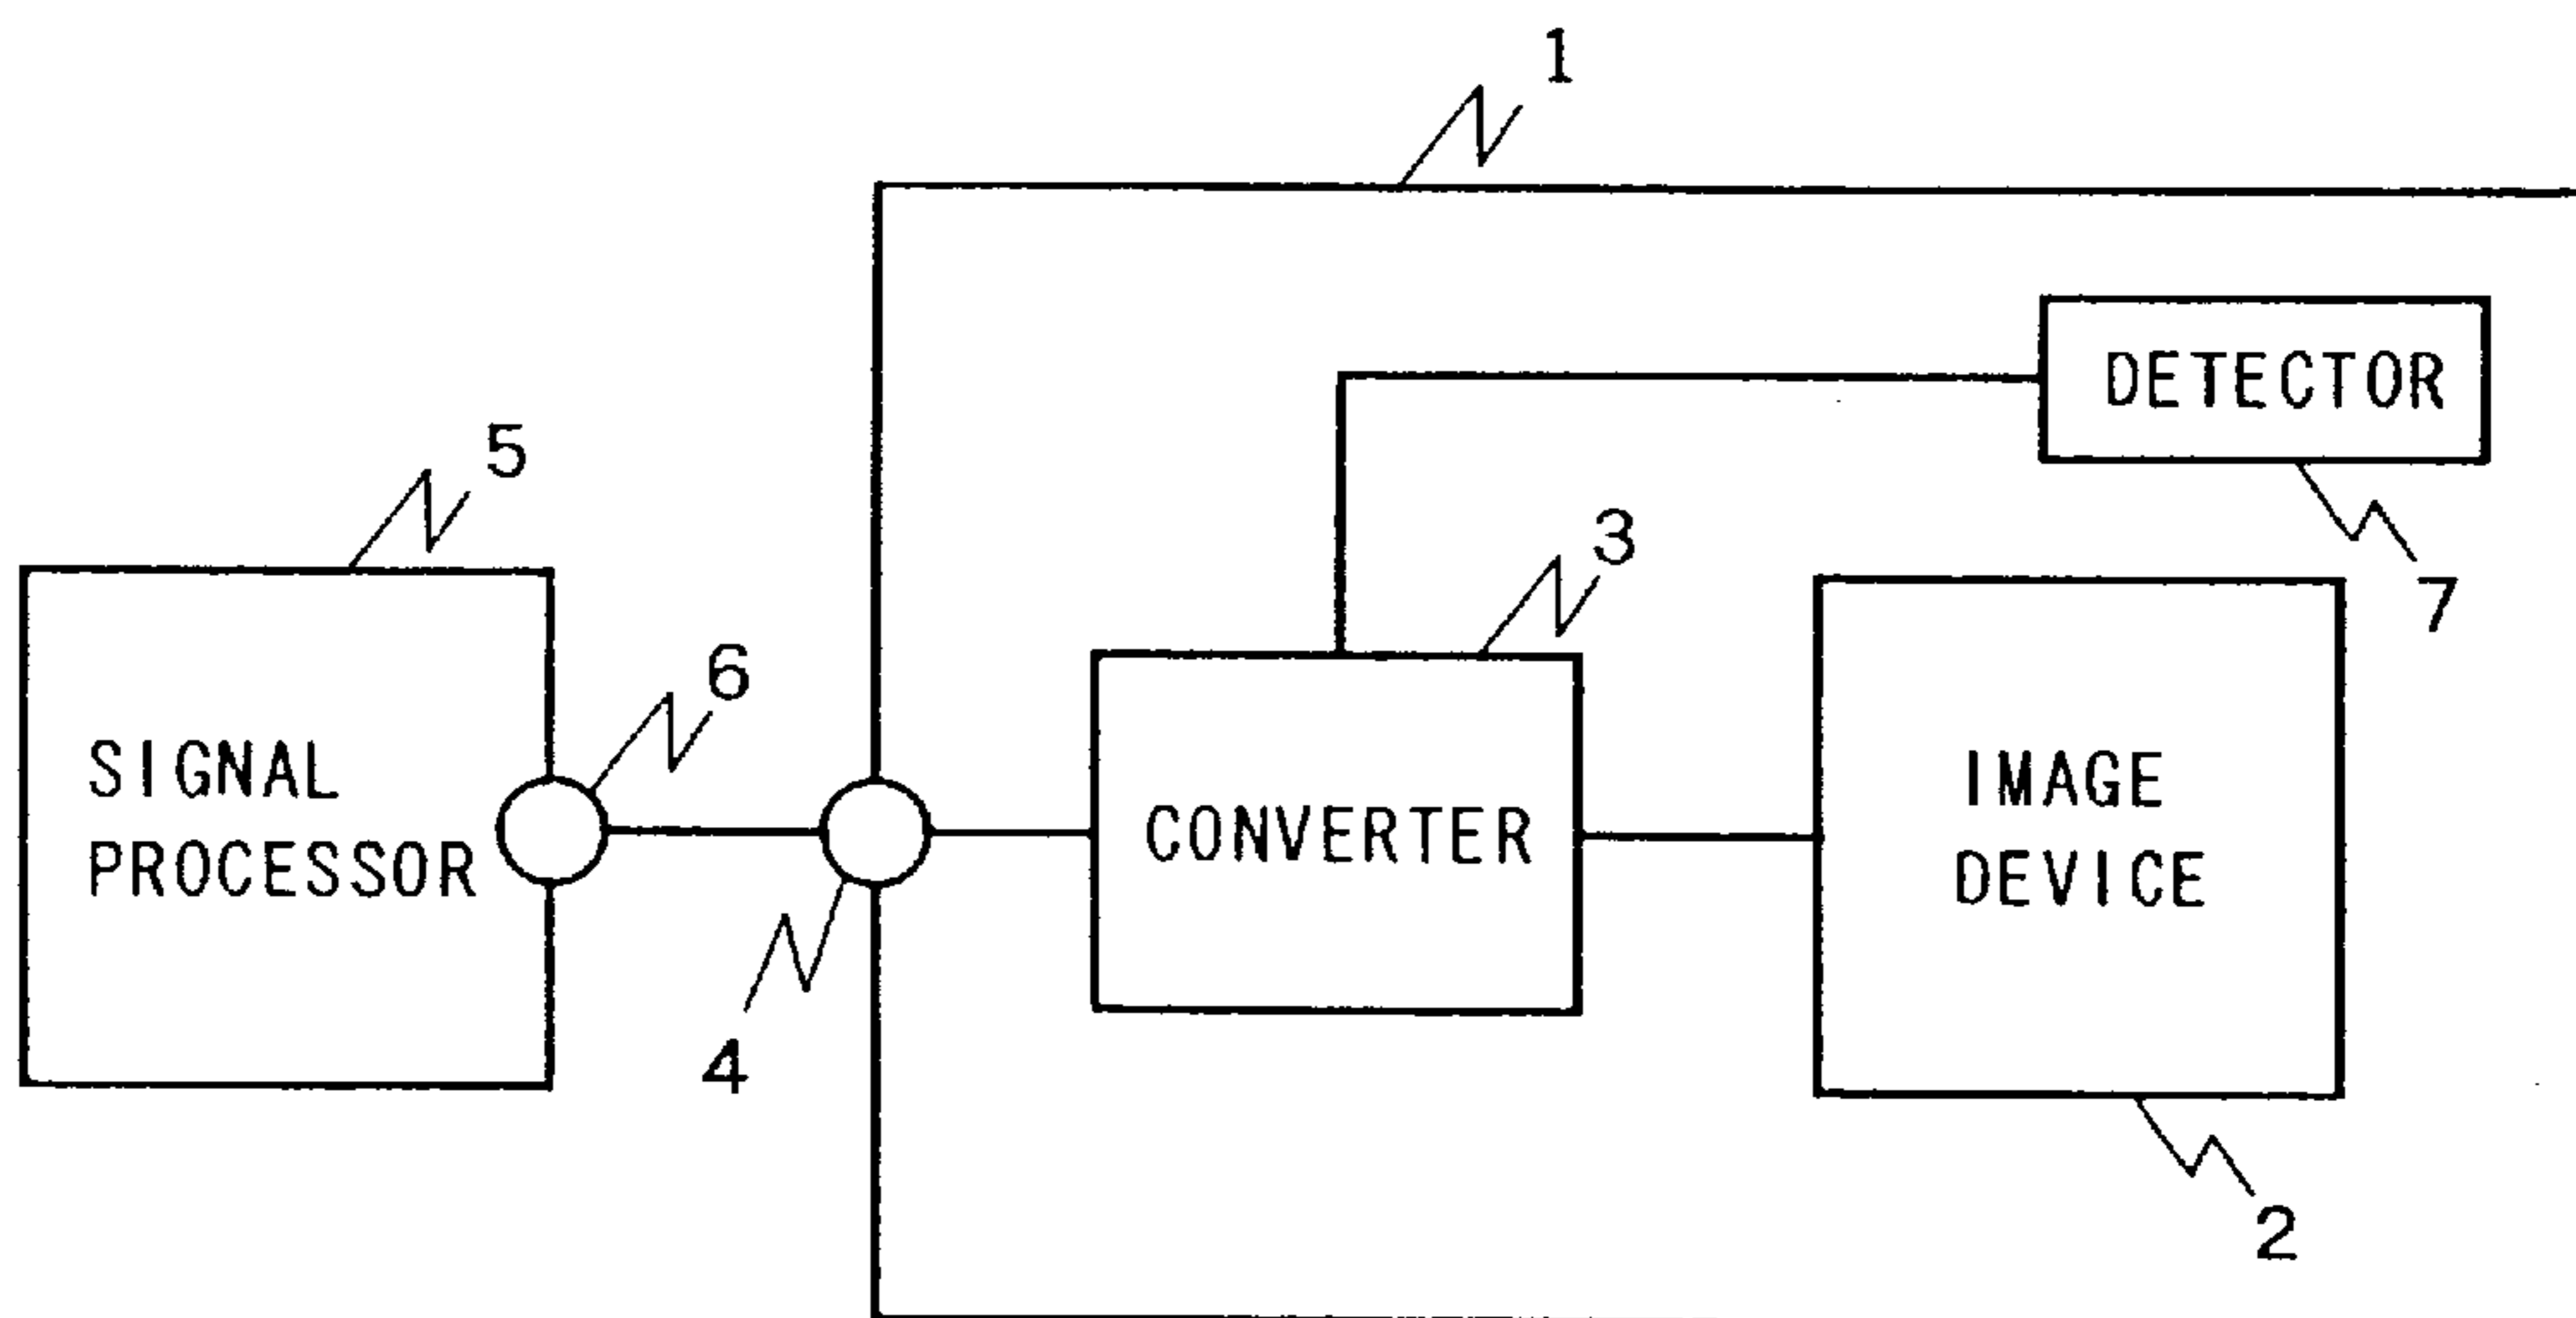 1
DETECTOR
7
5
3
6
SIGNAL
PROCESSOR
CONVERTER
IMAGE
DEVICE
4
2